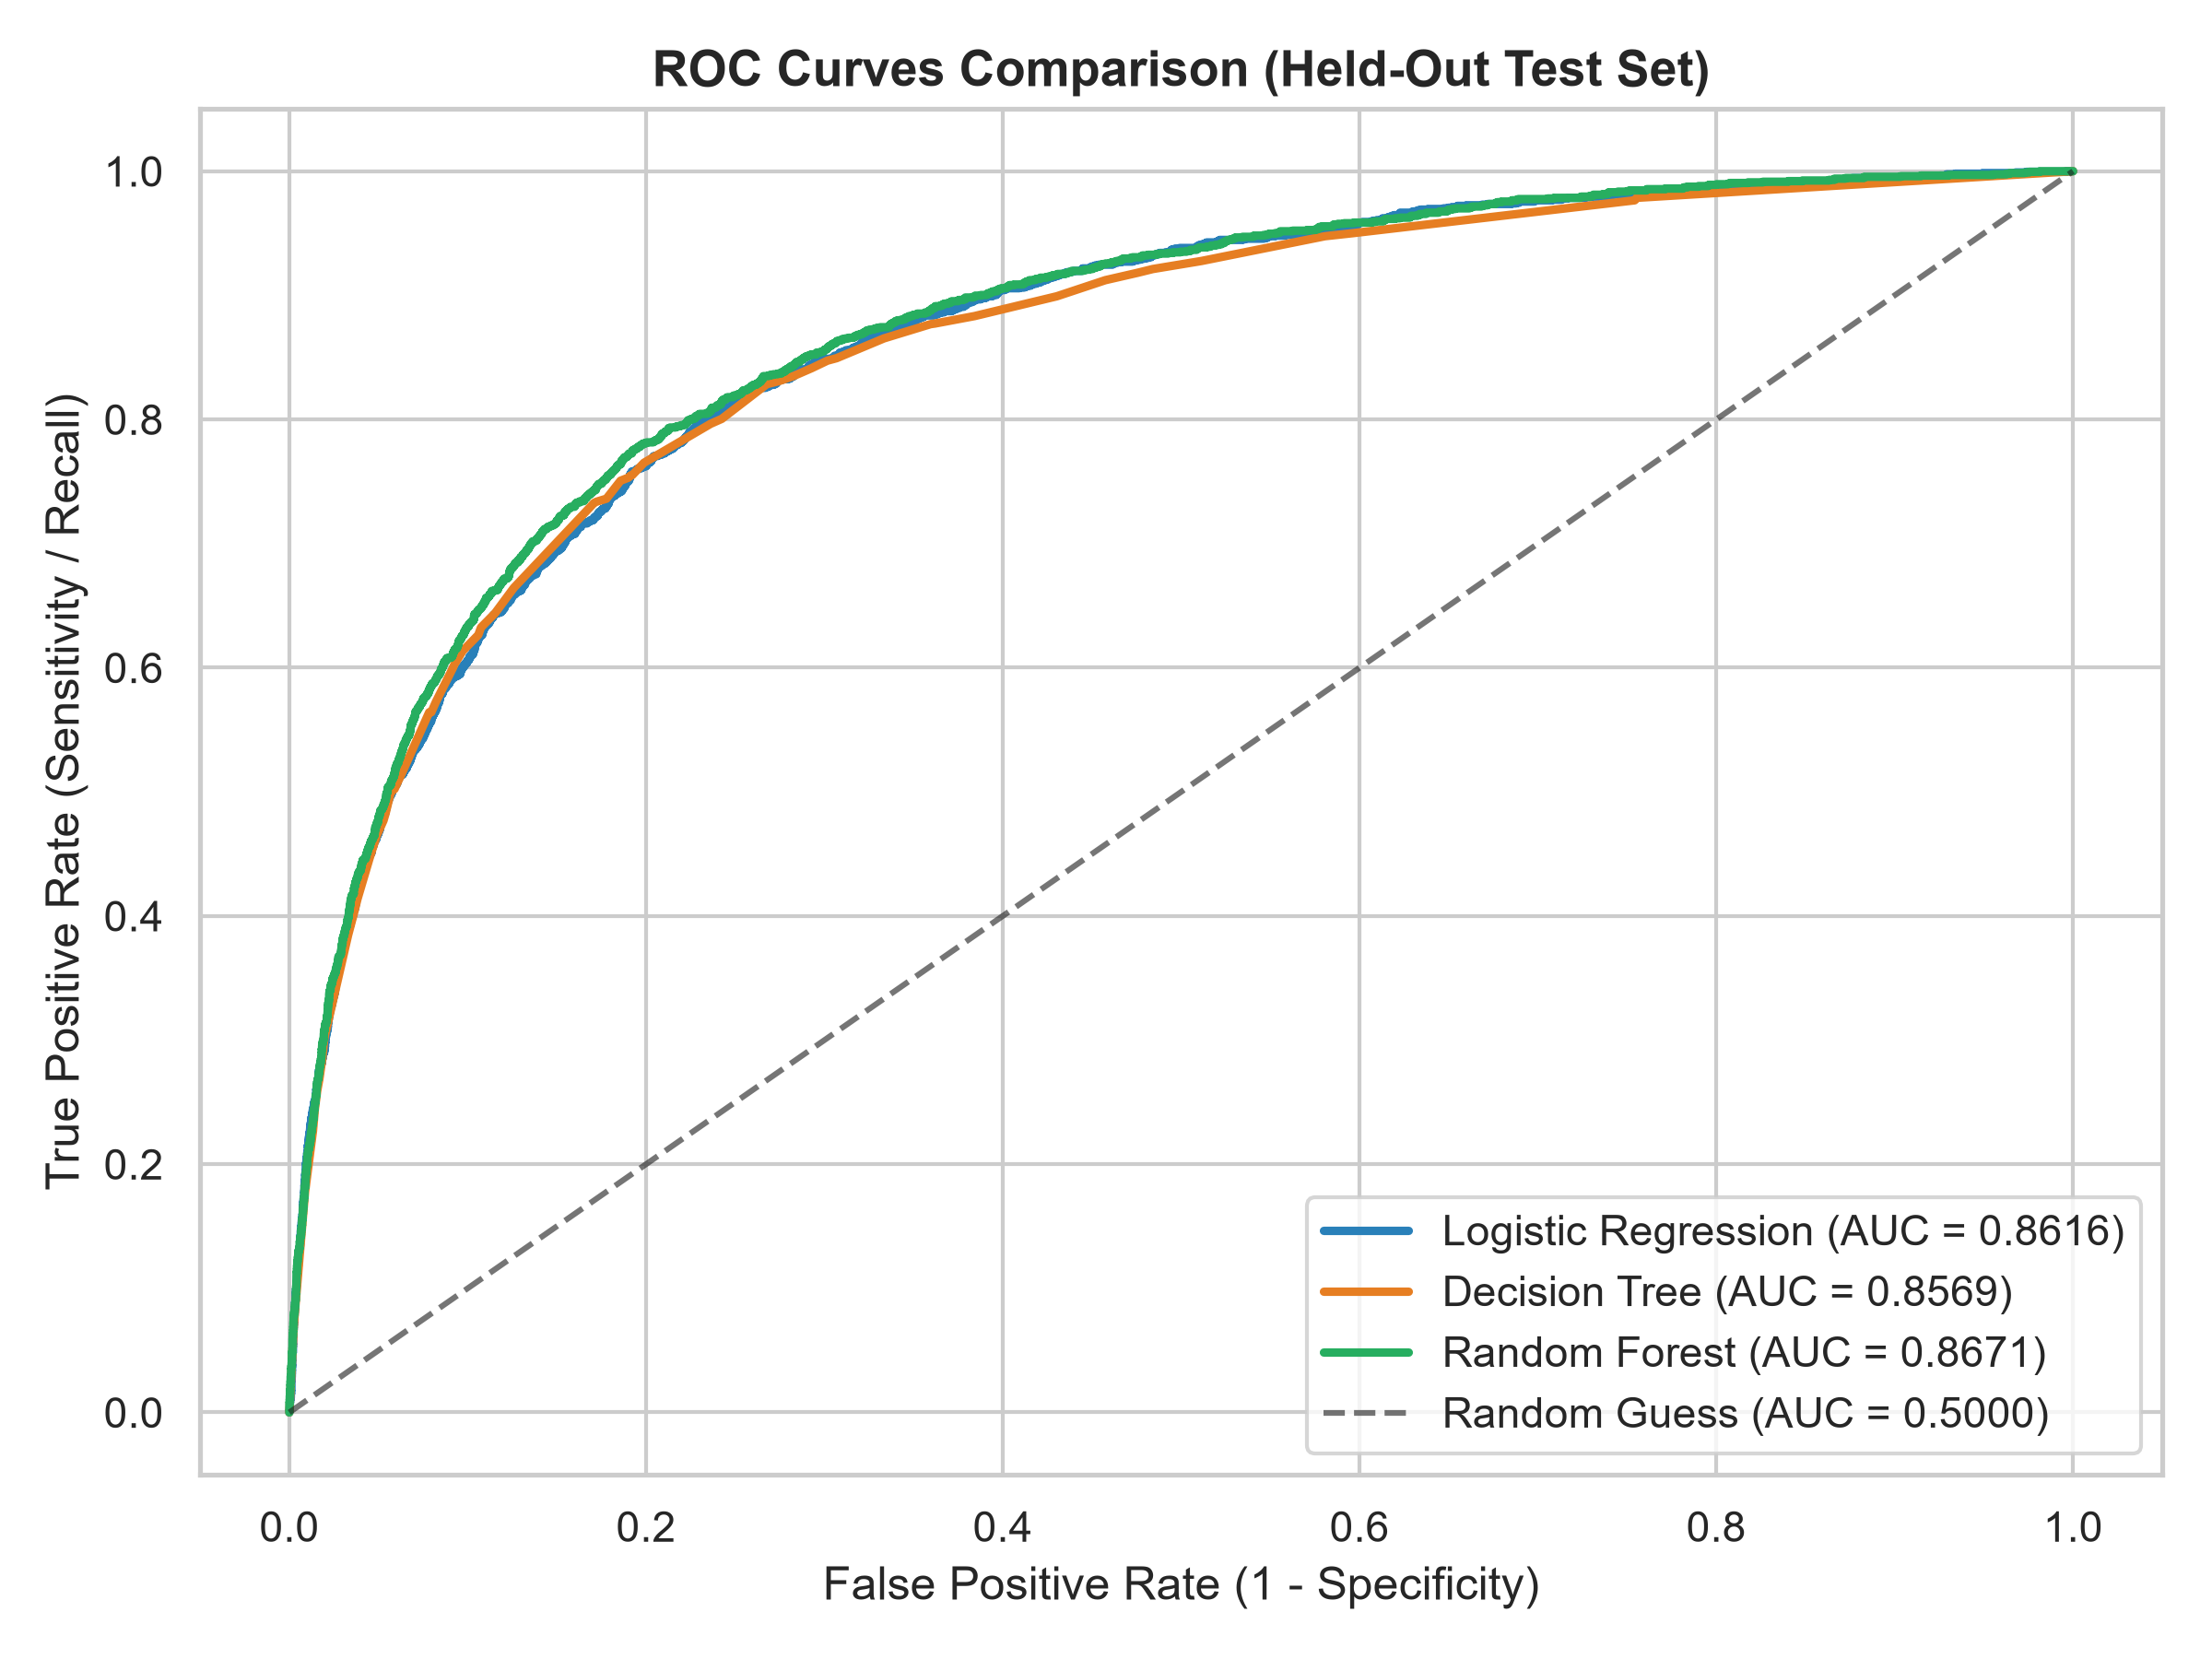 ROC Curves Comparison (Held-Out Test Set)
True Positive Rate (Sensitivity / Recall)
1.0
0.8
0.6
0.4
0.2
0.0
Logistic Regression (AUC = 0.8616)
Decision Tree (AUC = 0.8569)
Random Forest (AUC = 0.8671)
Random Guess (AUC = 0.5000)
0.0 0.2 0.4 0.6 0.8 1.0
False Positive Rate (1 - Specificity)